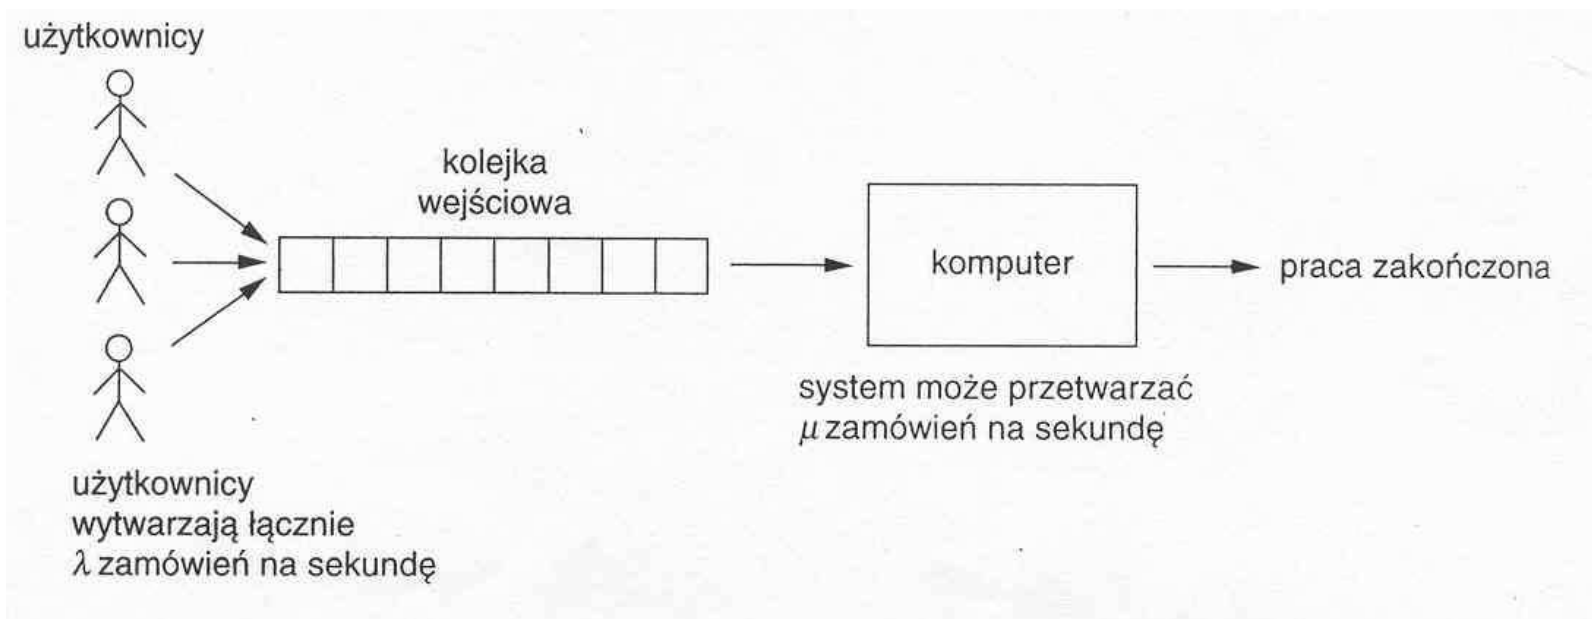 użytkownicy
kolejka
wejściowa
komputer
praca zakończona
system może przetwarzać
μ zamówień na sekundę
użytkownicy
wytwarzają łącznie
λ zamówień na sekundę